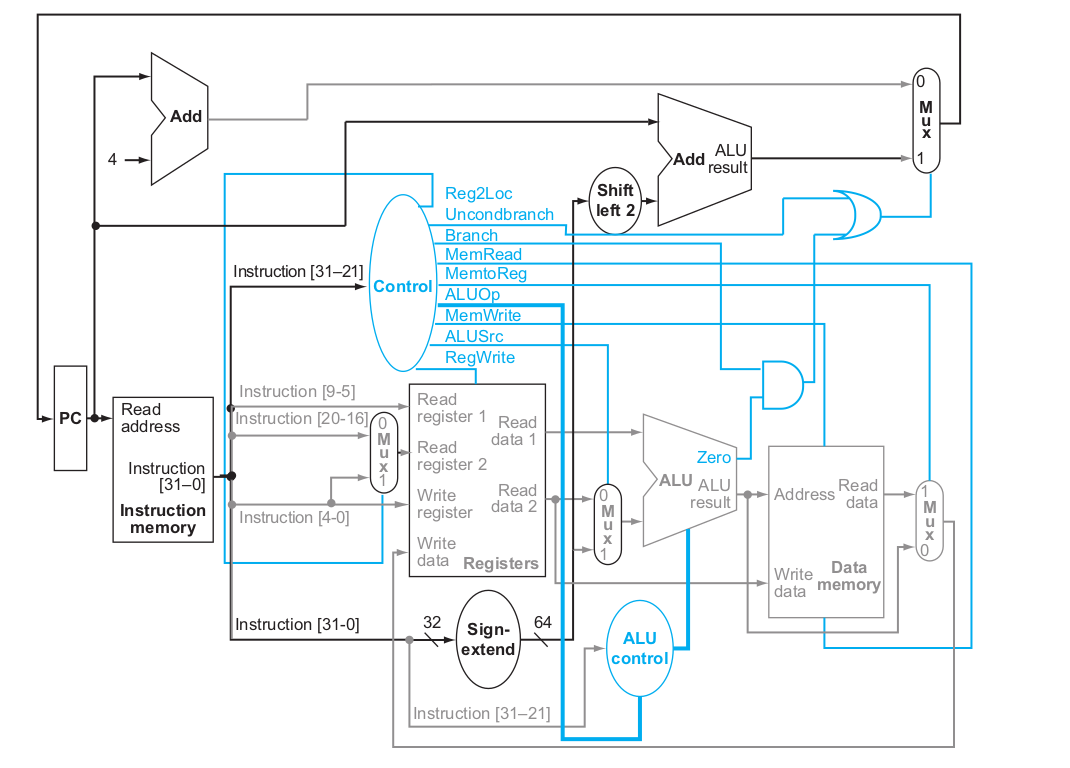 0
M
u
x
1
Add
4
Add
ALU
result
Shift
left 2
Reg2Loc
Uncondbranch
Branch
MemRead
MemtoReg
ALUOp
MemWrite
ALUSrc
RegWrite
Control
Instruction [31–21]
PC
Read
address
Instruction
[31–0]
Instruction
memory
Instruction [9-5]
Instruction [20-16]
Instruction [4-0]
0
M
u
x
1
Read
register 1
Read
register 2
Write
register
Write
data
Read
data 1
Read
data 2
Registers
0
M
u
x
1
Zero
ALU
ALU
result
Address
Read
data
Write
data
Data
memory
1
M
u
x
0
Instruction [31-0]
32
Sign-
extend
64
ALU
control
Instruction [31–21]